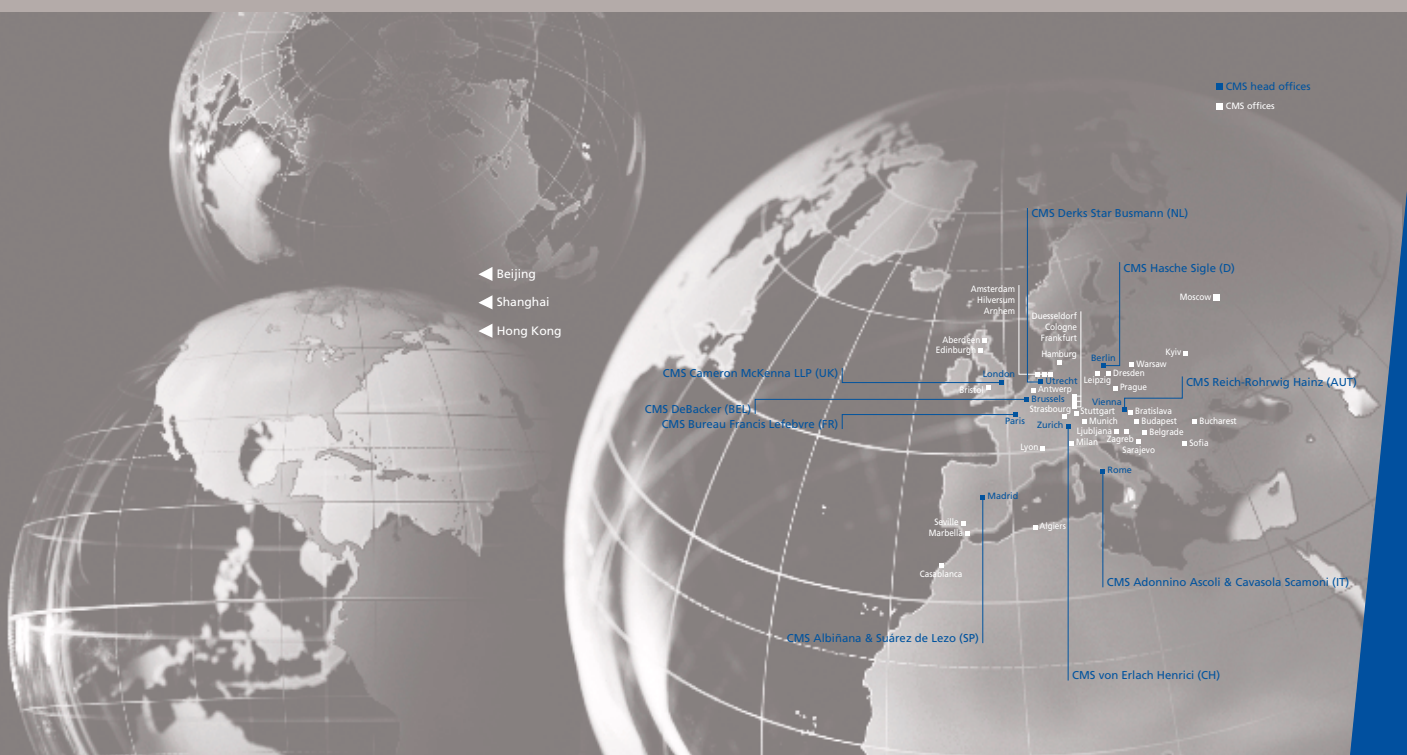 CMS head offices
CMS offices
CMS Derks Star Busmann (NL)
CMS Hasche Sigle (D)
Beijing
Shanghai
Hong Kong
Amsterdam
Hilversum
Arnhem
Moscow
Duesseldorf
Cologne
Frankfurt
Aberdeen
Edinburgh
Hamburg
Kyiv
Berlin
Warsaw
CMS Cameron McKenna LLP (UK)
London
Utrecht
Leipzig
Dresden
CMS Reich-Rohrwig Hainz (AUT)
Bristol
Antwerp
Prague
Brussels
Vienna
CMS DeBacker (BEL)
Strasbourg
Stuttgart
Bratislava
CMS Bureau Francis Lefebvre (FR)
Paris
Zurich
Munich
Budapest
Bucharest
Ljubljana
Zagreb
Belgrade
Lyon
Milan
Sarajevo
Sofia
Rome
Madrid
Seville
Marbella
Algiers
Casablanca
CMS Adonnino Ascoli & Cavasola Scamoni (IT)
CMS Albiñana & Suárez de Lezo (SP)
CMS von Erlach Henrici (CH)